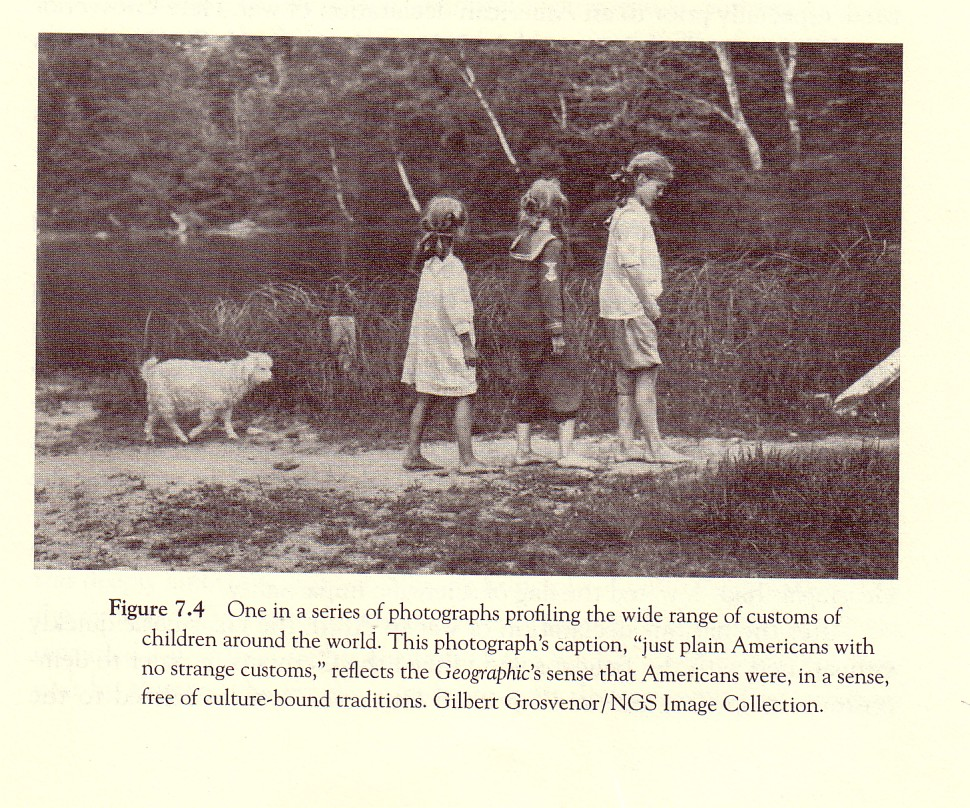 Figure 7.4 One in a series of photographs profiling the wide range of customs of
children around the world. This photograph's caption, “just plain Americans with
no strange customs,” reflects the Geographic's sense that Americans were, in a sense,
free of culture-bound traditions. Gilbert Grosvenor/NGS Image Collection.